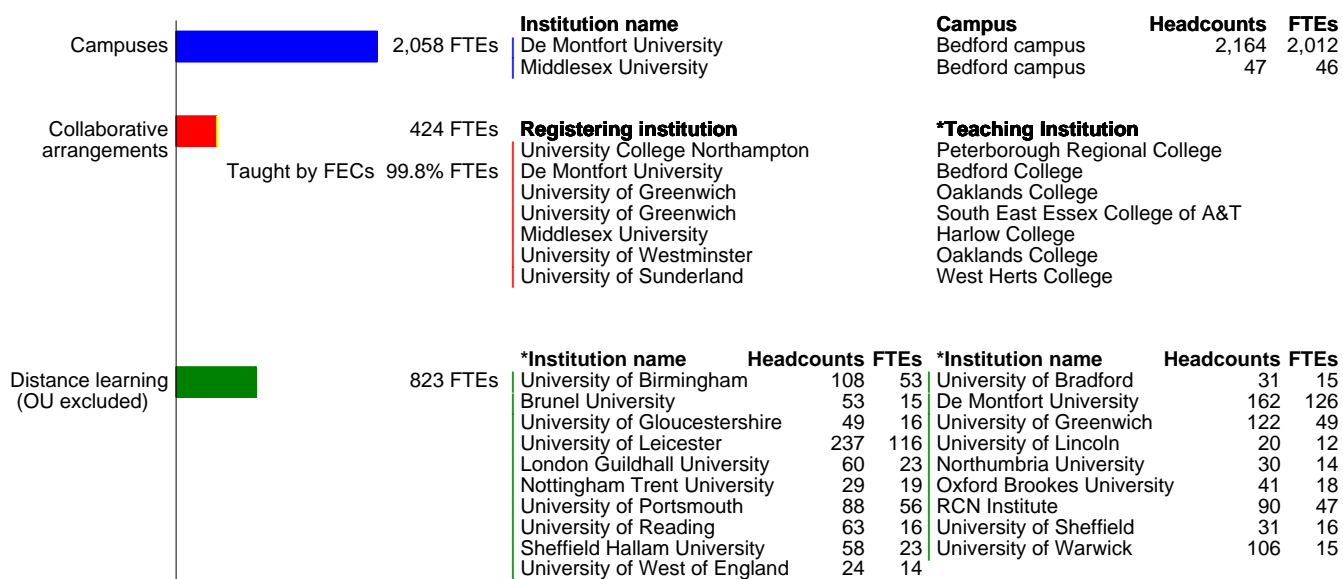 Institution name Campus Headcounts FTEs
Campuses 2,058 FTEs De Montfort University Bedford campus 2,164 2,012
Middlesex University Bedford campus 47 46
Collaborative arrangements 424 FTEs Registering institution *Teaching Institution
University College Northampton Peterborough Regional College
Taught by FECs 99.8% FTEs De Montfort University Bedford College
University of Greenwich Oaklands College
University of Greenwich South East Essex College of A&T
Middlesex University Harlow College
University of Westminster Oaklands College
University of Sunderland West Herts College
*Institution name Headcounts FTEs *Institution name Headcounts FTEs
Distance learning (OU excluded) 823 FTEs University of Birmingham 108 53 University of Bradford 31 15
Brunel University 53 15 De Montfort University 162 126
University of Gloucestershire 49 16 University of Greenwich 122 49
University of Leicester 237 116 University of Lincoln 20 12
London Guildhall University 60 23 Northumbria University 30 14
Nottingham Trent University 29 19 Oxford Brookes University 41 18
University of Portsmouth 88 56 RCN Institute 90 47
University of Reading 63 16 University of Sheffield 31 16
Sheffield Hallam University 58 23 University of Warwick 106 15
University of West of England 24 14